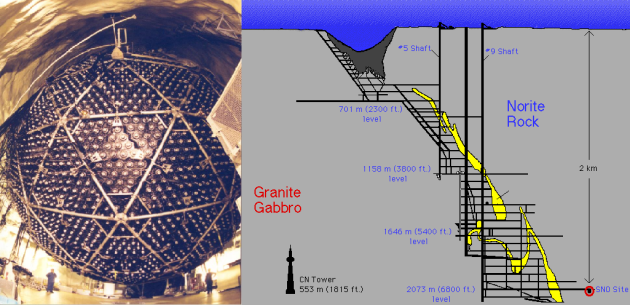 #5 Shaft
#9 Shaft
701 m (2300 ft.)
level
Norite
Rock
1158 m (3800 ft.)
level
2 km
Granite
Gabbro
1646 m (5400 ft.)
level
CN Tower
553 m (1815 ft.)
2073 m (6800 ft.)
level
SNO Site